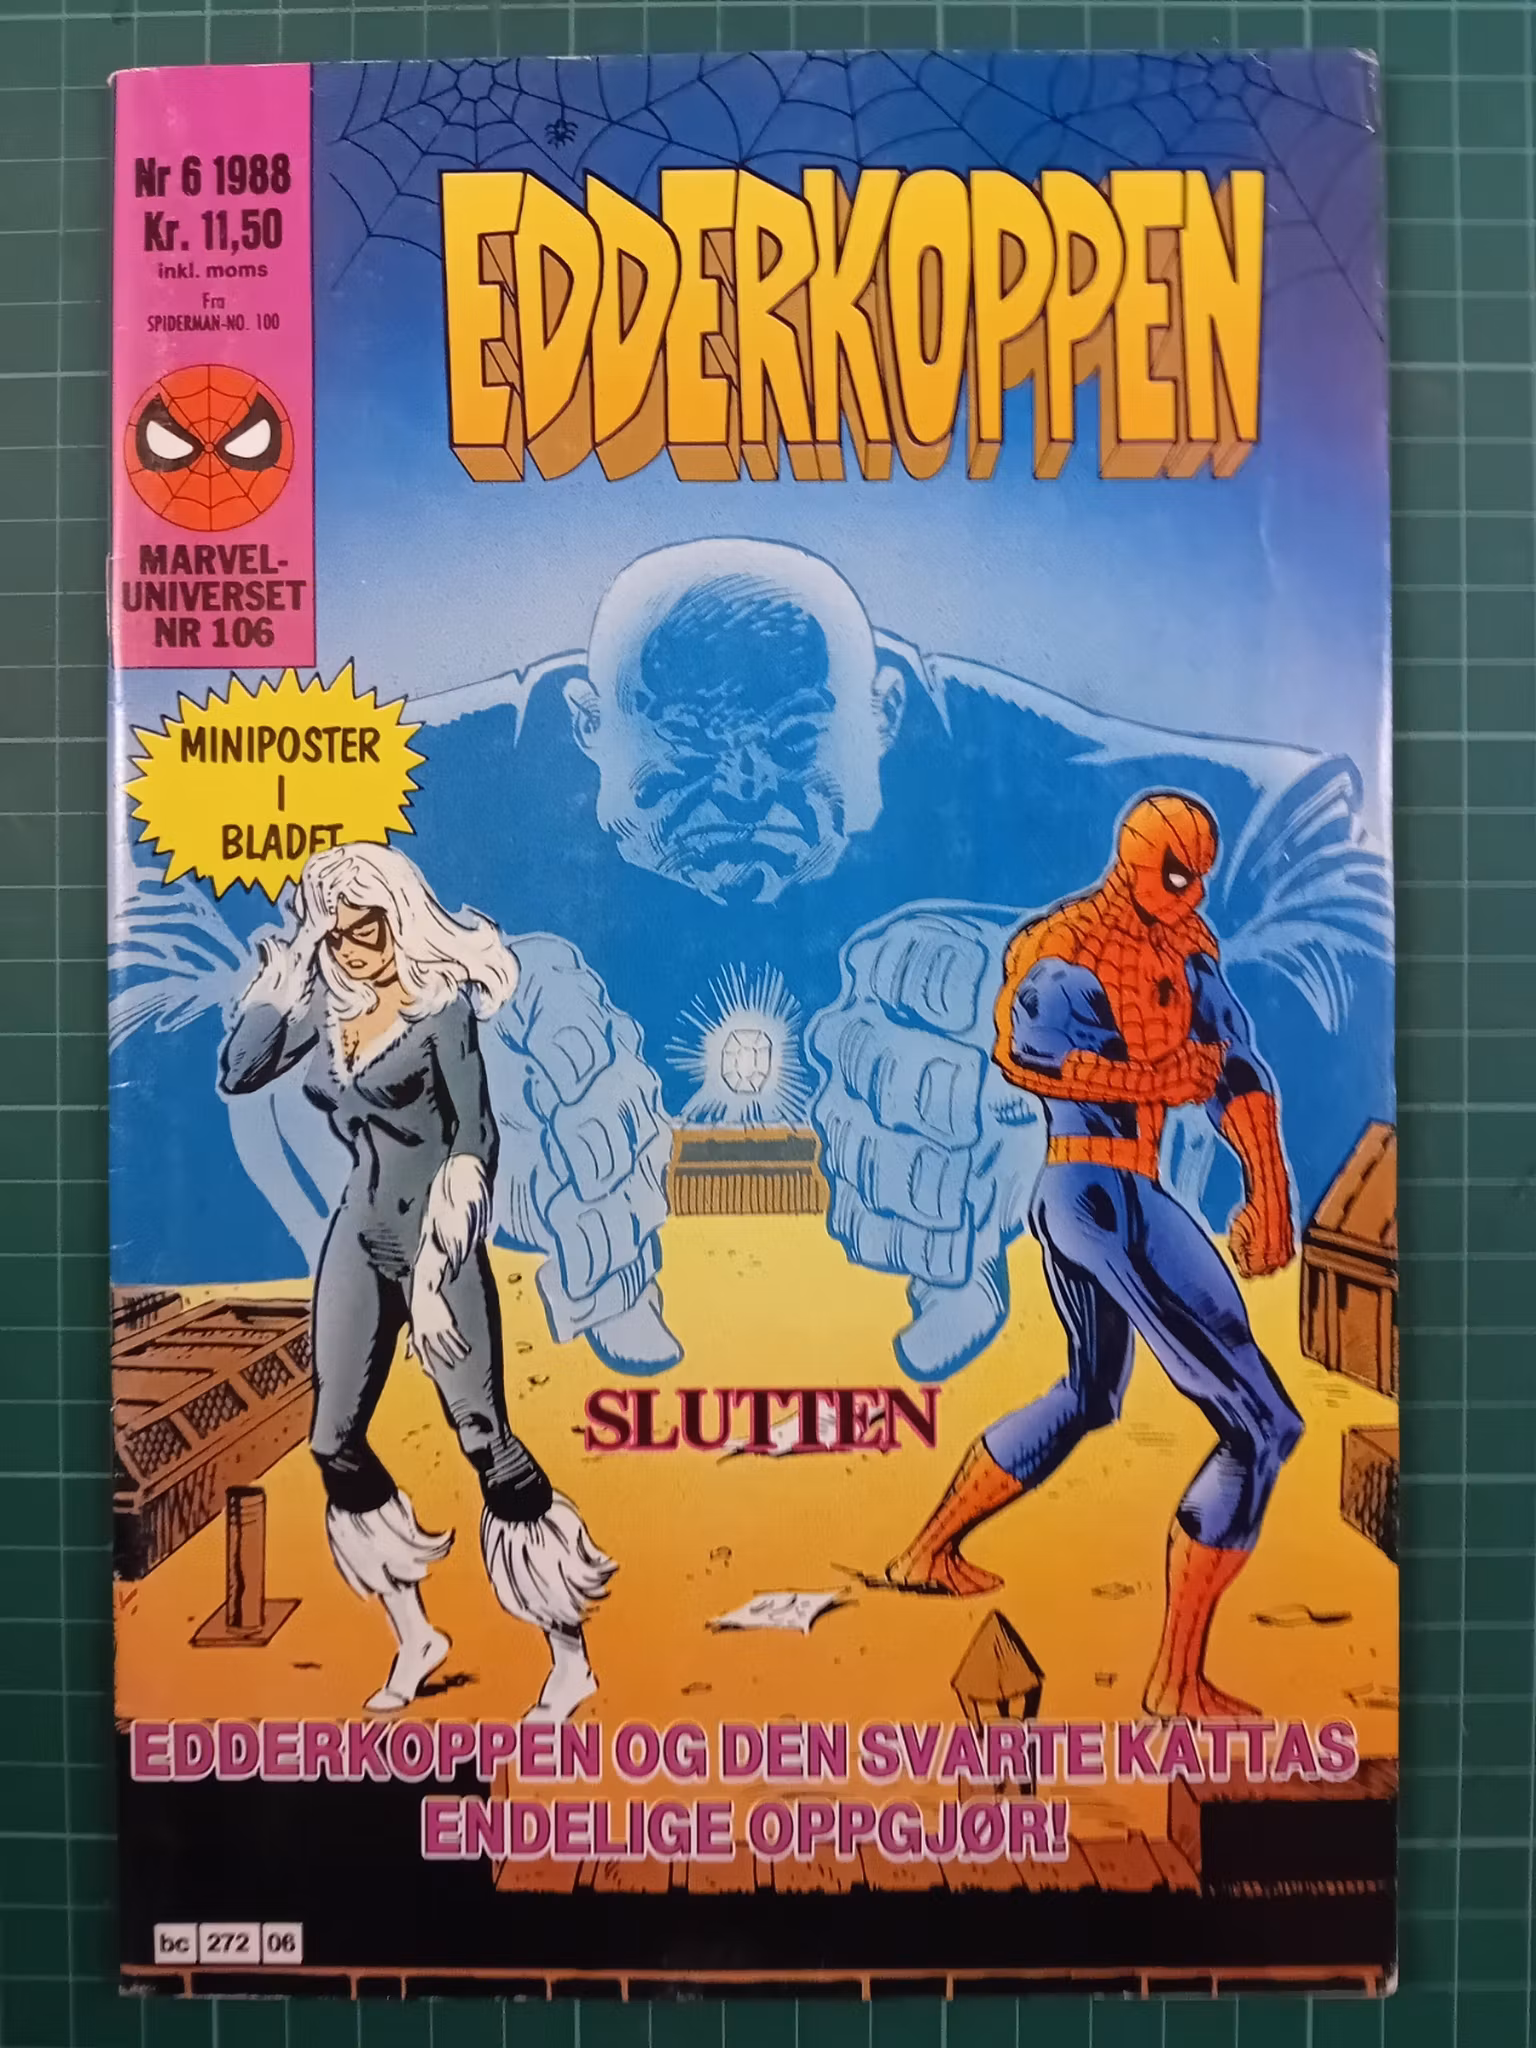 Nr 6 1988
Kr. 11,50
inkl. moms
Fra
SPIDERMAN-NO. 100
EDDERKOPPEN
MARVEL-
UNIVERSET
NR 106
MINIPOSTER
I
BLADET
SLUTTEN
EDDERKOPPEN OG DEN SVARTE KATTAS
ENDELIGE OPPGJØR!
bc 272 06